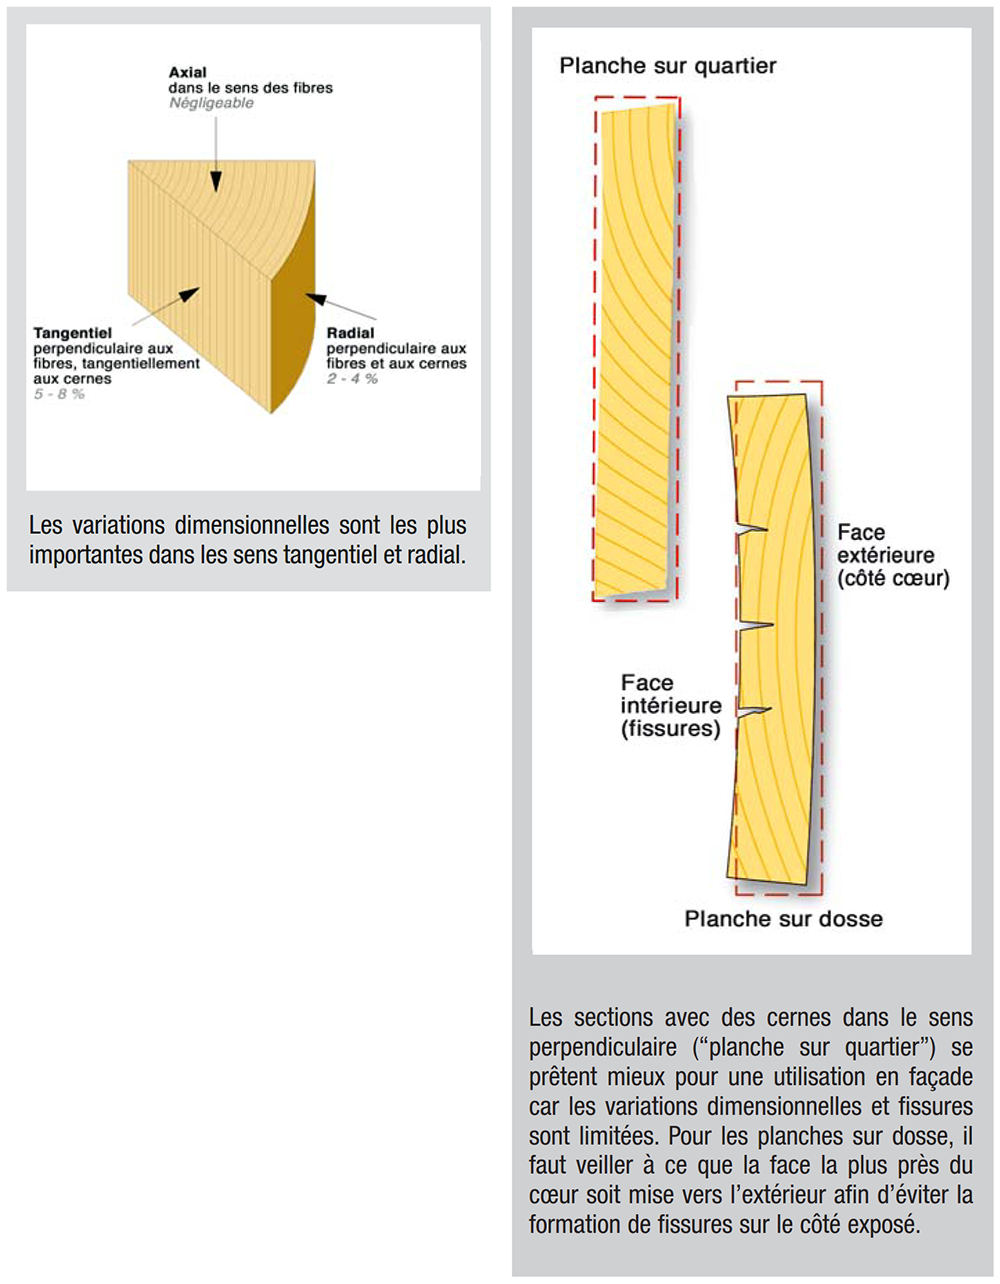 Axial
dans le sens des fibres
Négligeable
Tangentiel
perpendiculaire aux
fibres, tangentiellement
aux cernes
5 - 8 %
Radial
perpendiculaire aux
fibres et aux cernes
2 - 4 %
Les variations dimensionnelles sont les plus
importantes dans les sens tangentiel et radial.
Planche sur quartier
Face
extérieure
(côté cœur)
Face
intérieure
(fissures)
Planche sur dosse
Les sections avec des cernes dans le sens
perpendiculaire (“planche sur quartier”) se
prêtent mieux pour une utilisation en façade
car les variations dimensionnelles et fissures
sont limitées. Pour les planches sur dosse, il
faut veiller à ce que la face la plus près du
cœur soit mise vers l’extérieur afin d’éviter la
formation de fissures sur le côté exposé.